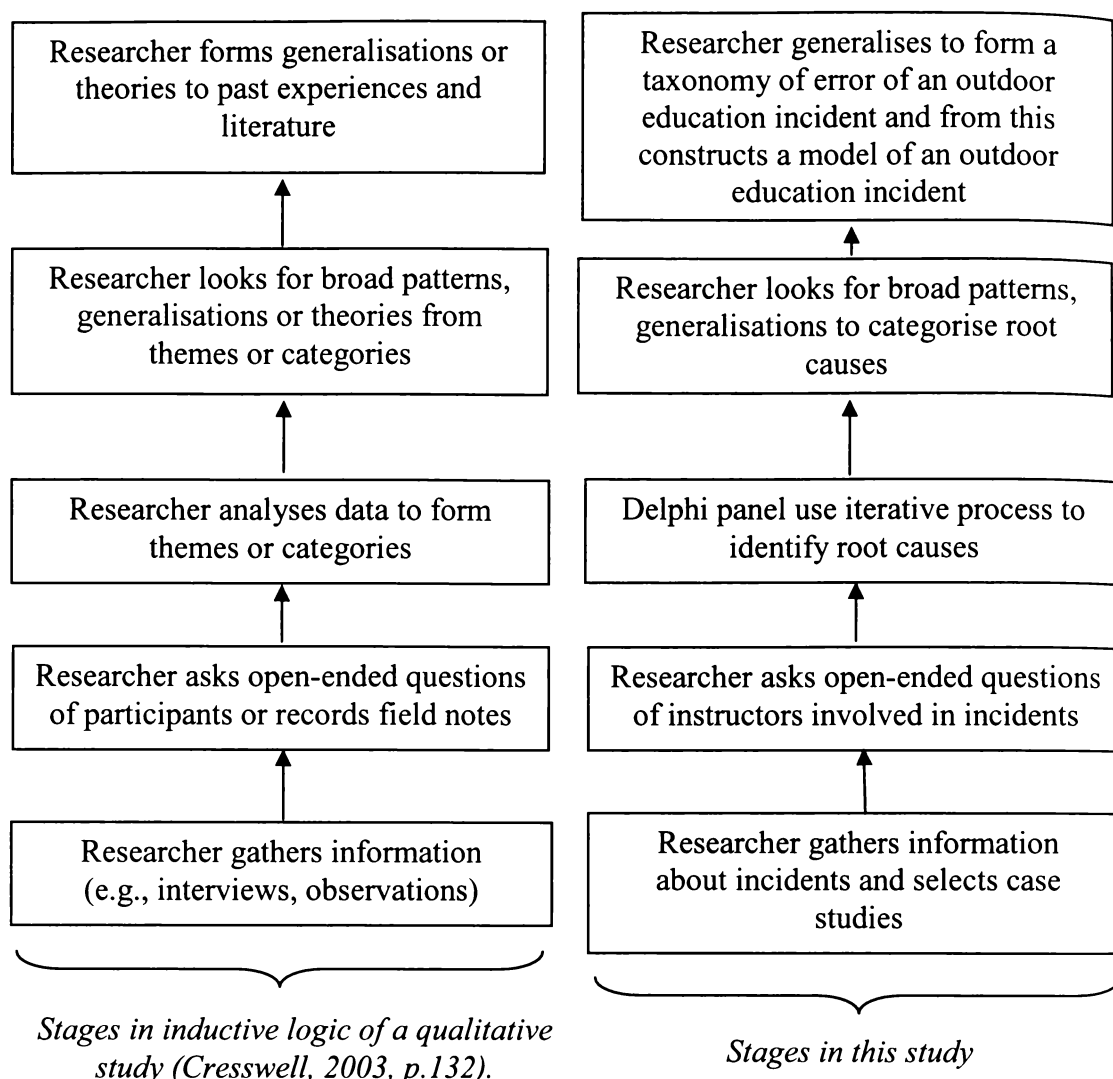 Researcher forms generalisations or
theories to past experiences and
literature
Researcher looks for broad patterns,
generalisations or theories from
themes or categories
Researcher analyses data to form
themes or categories
Researcher asks open-ended questions
of participants or records field notes
Researcher gathers information
(e.g., interviews, observations)
Stages in inductive logic of a qualitative
study (Cresswell, 2003, p.132).
Researcher generalises to form a
taxonomy of error of an outdoor
education incident and from this
constructs a model of an outdoor
education incident
Researcher looks for broad patterns,
generalisations to categorise root
causes
Delphi panel use iterative process to
identify root causes
Researcher asks open-ended questions
of instructors involved in incidents
Researcher gathers information
about incidents and selects case
studies
Stages in this study